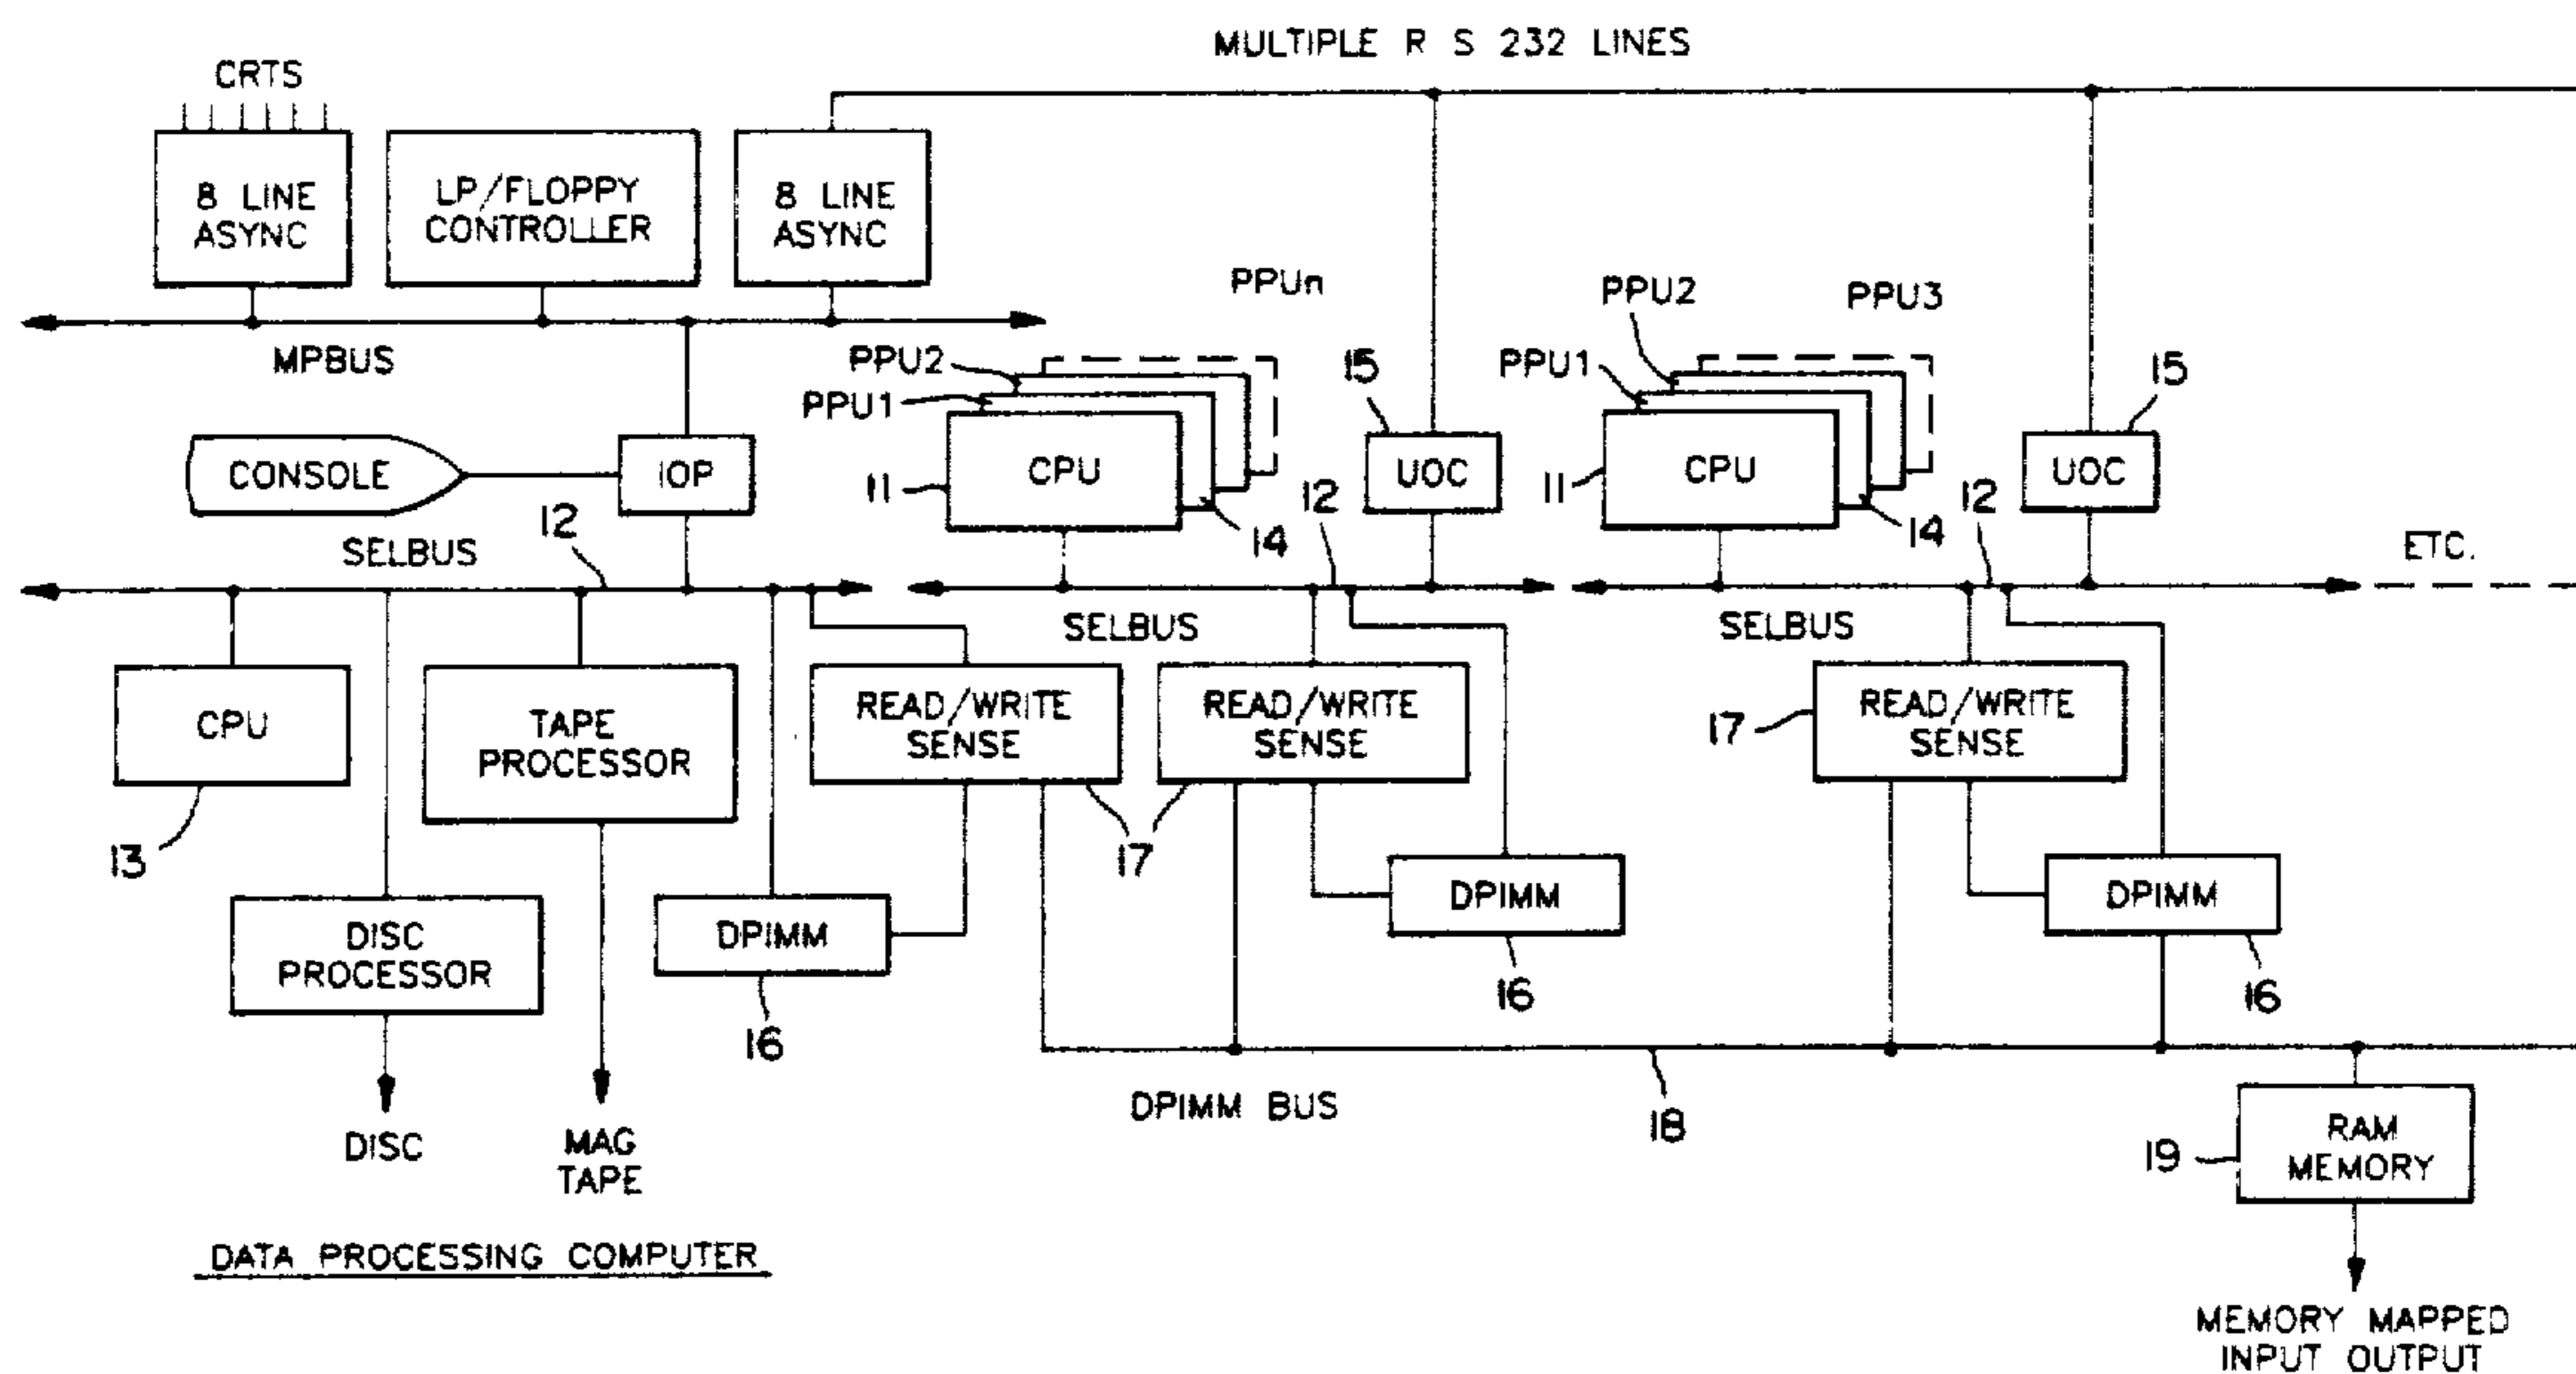 MULTIPLE R S 232 LINES
CRTS
8 LINE
ASYNC
LP/FLOPPY
CONTROLLER
8 LINE
ASYNC
PPUn
PPU2
PPU3
MPBUS
PPU2
PPU1
15
PPU1
15
CONSOLE
IOP
CPU
UOC
CPU
UOC
11
11
12
12
12
14
14
SELBUS
ETC.
SELBUS
SELBUS
CPU
TAPE
PROCESSOR
READ/WRITE
SENSE
READ/WRITE
SENSE
READ/WRITE
SENSE
17
13
17
DISC
PROCESSOR
DPIMM
DPIMM
DPIMM
16
16
16
DPIMM BUS
18
DISC
MAG
TAPE
19
RAM
MEMORY
DATA PROCESSING COMPUTER
MEMORY MAPPED
INPUT OUTPUT